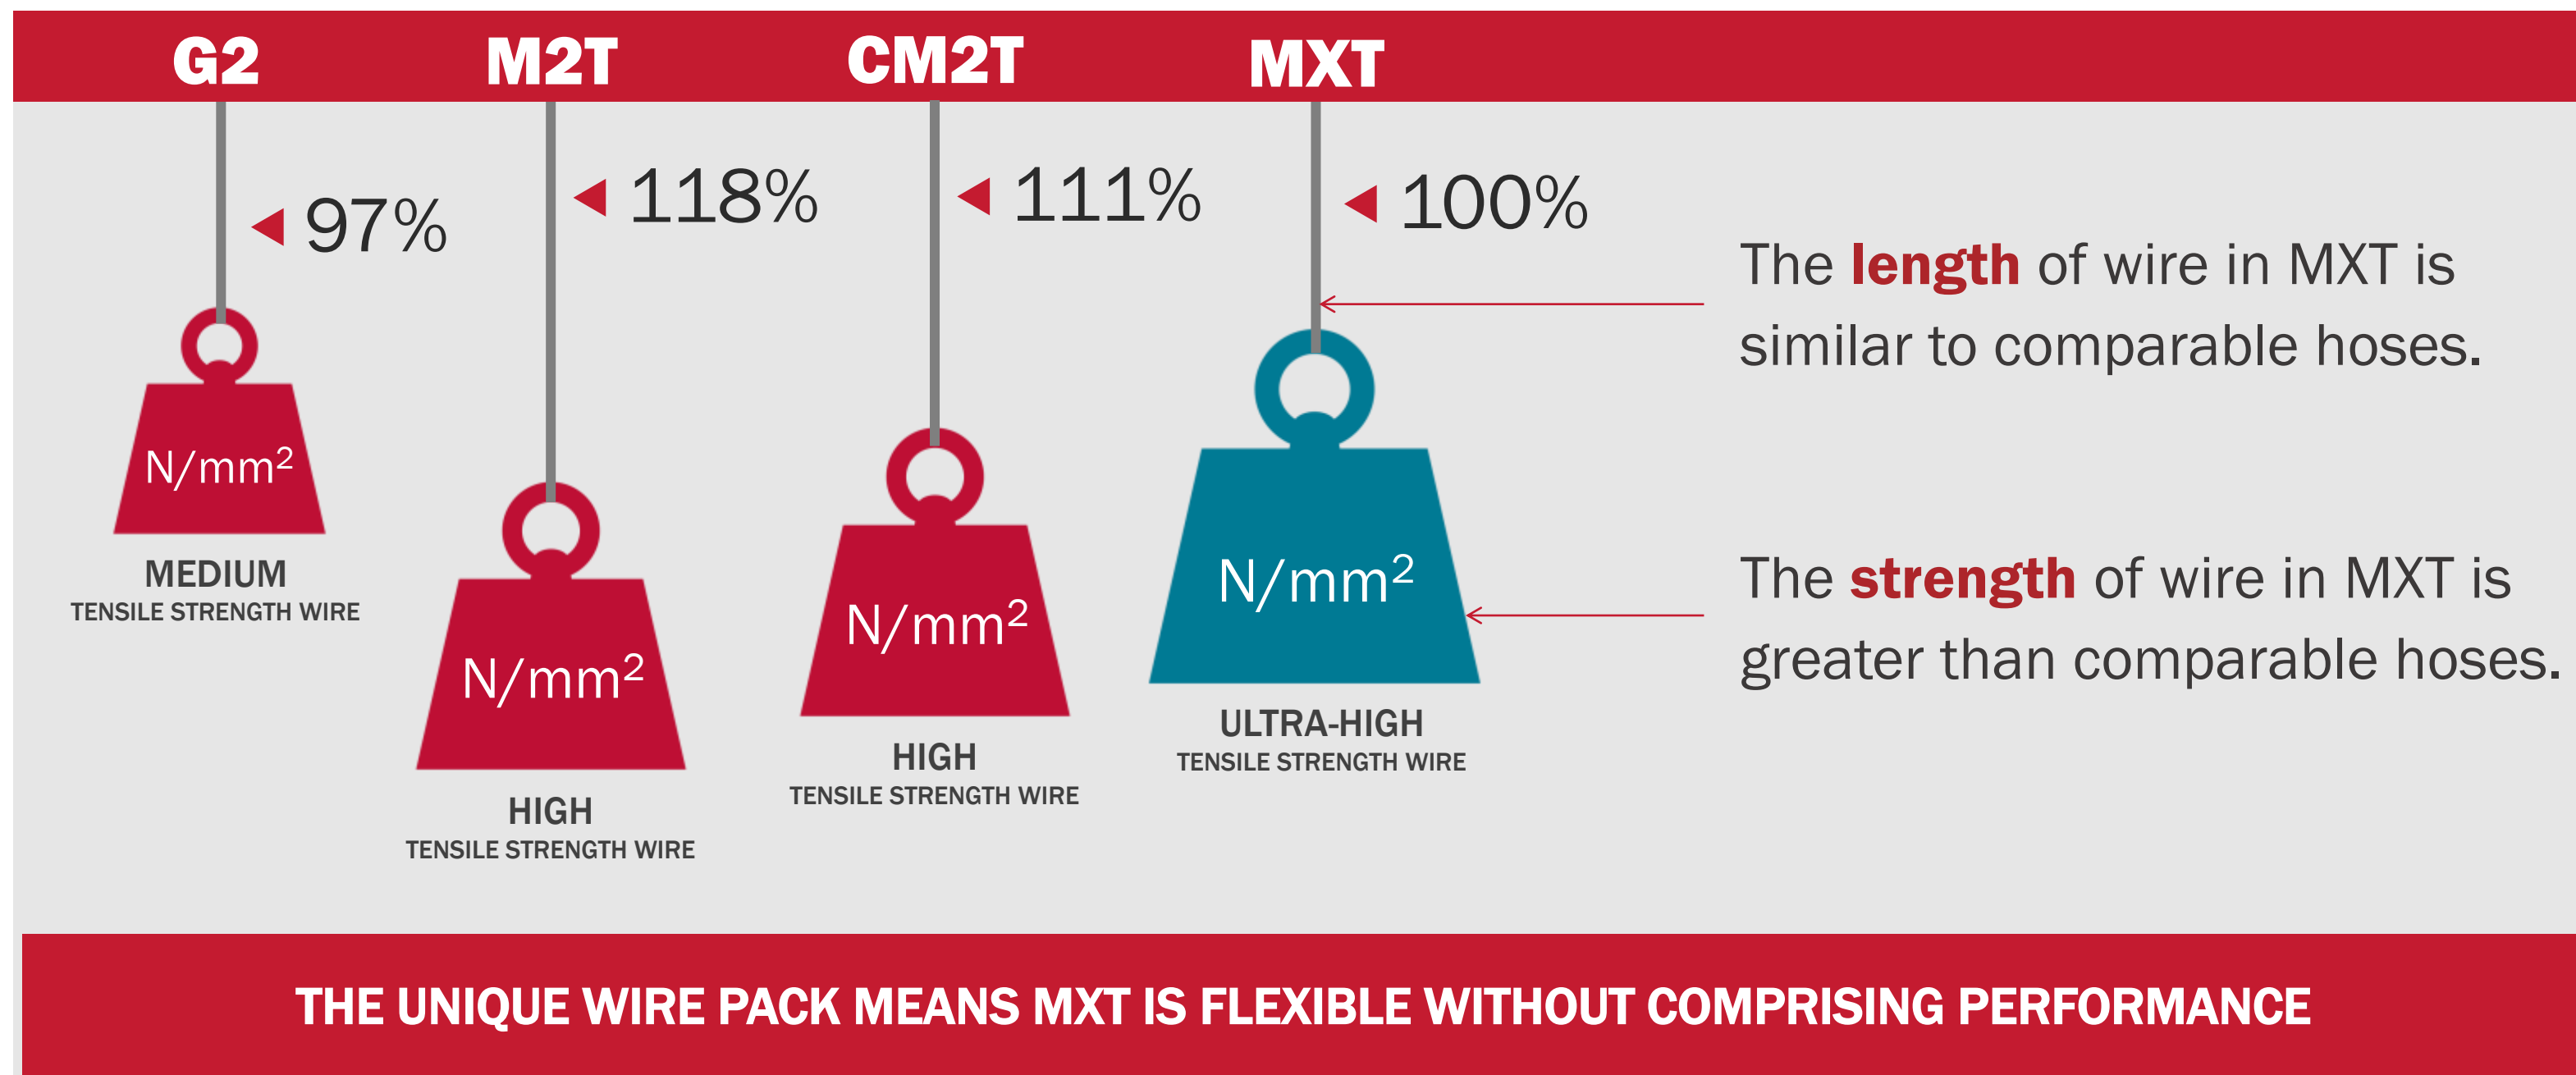 G2 M2T CM2T MXT
97%
118%
111%
100%
The length of wire in MXT is
similar to comparable hoses.
N/mm²
MEDIUM
TENSILE STRENGTH WIRE
N/mm²
HIGH
TENSILE STRENGTH WIRE
N/mm²
HIGH
TENSILE STRENGTH WIRE
N/mm²
ULTRA-HIGH
TENSILE STRENGTH WIRE
The strength of wire in MXT is
greater than comparable hoses.
THE UNIQUE WIRE PACK MEANS MXT IS FLEXIBLE WITHOUT COMPRISING PERFORMANCE